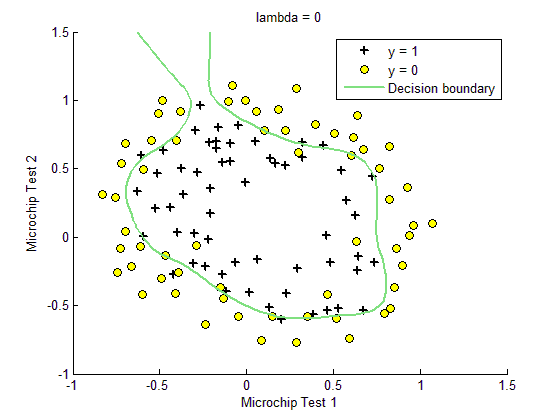 lambda = 0
y = 1
y = 0
Decision boundary
1.5
1
0.5
0
-0.5
-1
Microchip Test 2
-1
-0.5
0
0.5
1
1.5
Microchip Test 1